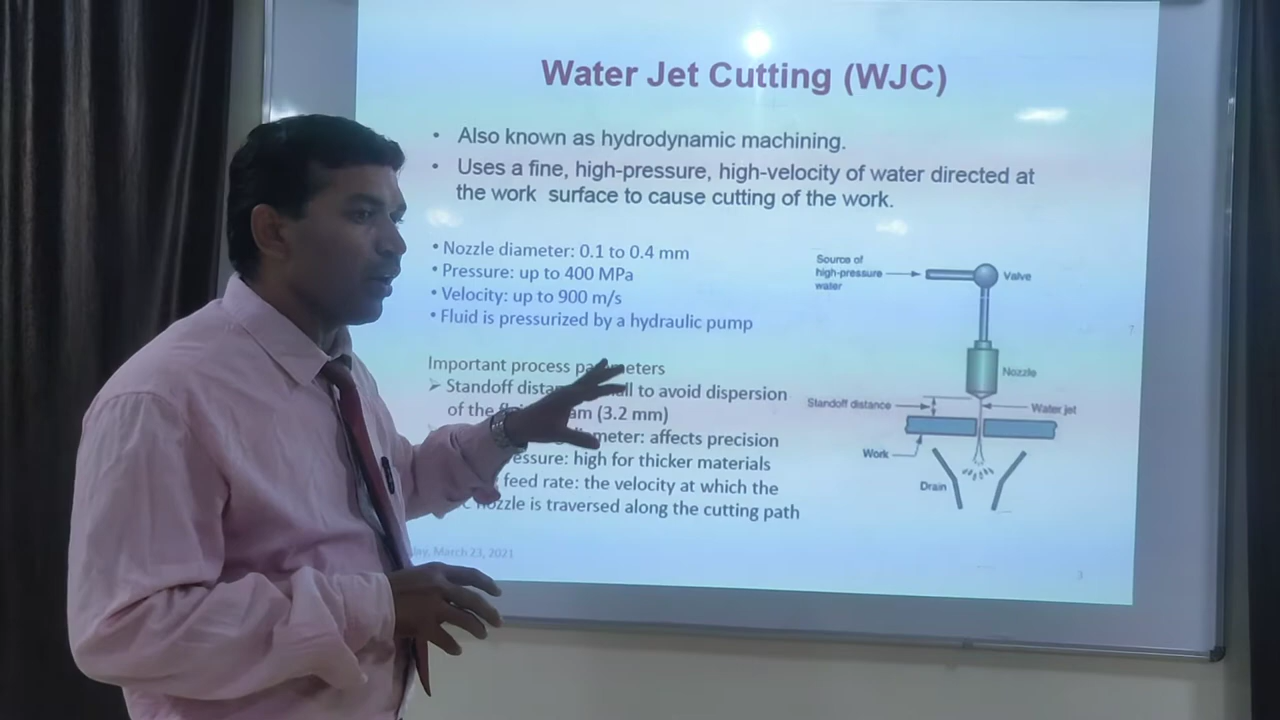 Water Jet Cutting (WJC)
• Also known as hydrodynamic machining.
• Uses a fine, high-pressure, high-velocity of water directed at
the work surface to cause cutting of the work.
• Nozzle diameter: 0.1 to 0.4 mm
• Pressure: up to 400 MPa
• Velocity: up to 900 m/s
• Fluid is pressurized by a hydraulic pump
Important process parameters
➢ Standoff to avoid dispersion
of the (3.2 mm)
affects precision
high for thicker materials
feed rate: the velocity at which the
nozzle is traversed along the cutting path
Source of
high-pressure
water
Valve
Nozzle
Standoff distance
Water jet
Work
Drain
March 23, 2021
3
7